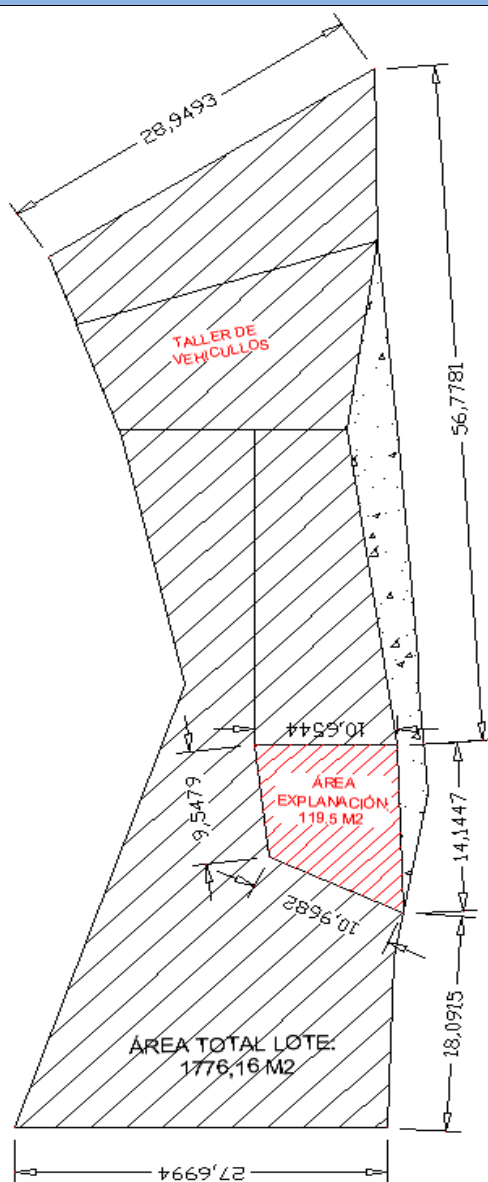 28,9493
56,7781
TALLER DE
VEHICULLOS
10,6544
9,5479
ÁREA
EXPLANACIÓN:
119,5 M2
14,1447
10,9682
18,0915
ÁREA TOTAL LOTE:
1776,16 M2
27,6994